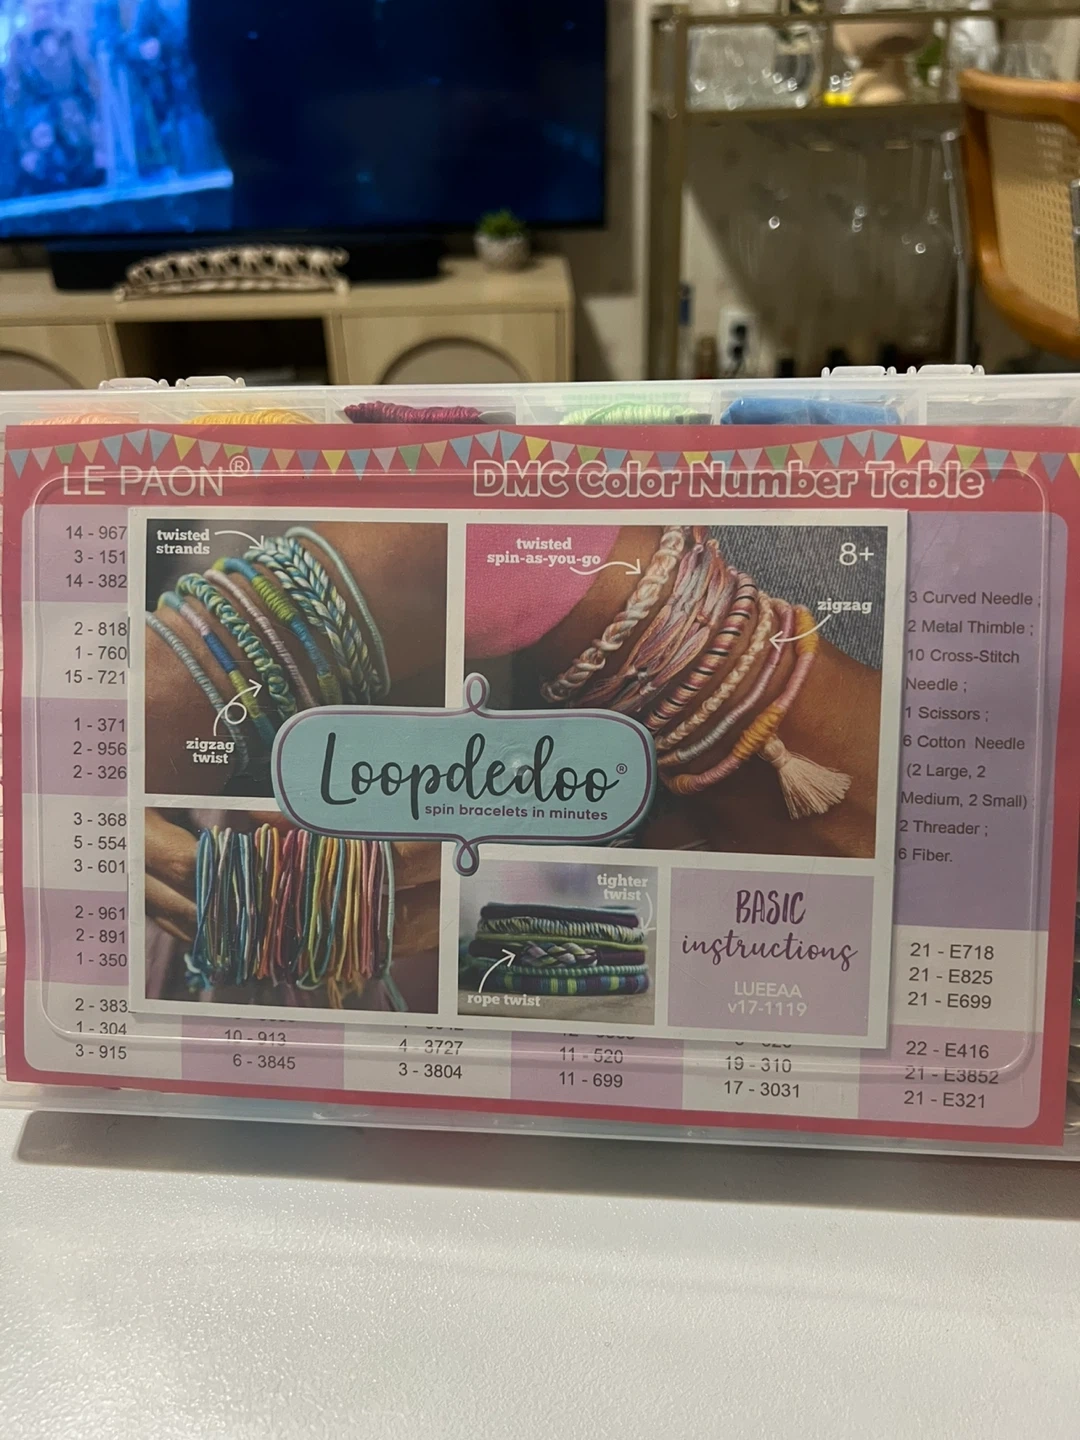 LE PAON®
DMC Color Number Table
14 - 967
3 - 151
14 - 382
2 - 818
1 - 760
15 - 721
1 - 371
2 - 956
2 - 326
3 - 368
5 - 554
3 - 601
2 - 961
2 - 891
1 - 350
2 - 383
1 - 304
3 - 915
twisted
strands
zigzag
twist
twisted
spin-as-you-go
8+
zigzag
Loopdedoo®
spin bracelets in minutes
tighter
twist
rope twist
BASIC
instructions
LUEEAA
v17-1119
3 Curved Needle ;
2 Metal Thimble ;
10 Cross-Stitch
Needle ;
1 Scissors ;
6 Cotton Needle
(2 Large, 2
Medium, 2 Small)
2 Threader ;
6 Fiber.
21 - E718
21 - E825
21 - E699
22 - E416
21 - E3852
21 - E321
10 - 913
6 - 3845
4 - 3727
3 - 3804
11 - 520
11 - 699
19 - 310
17 - 3031